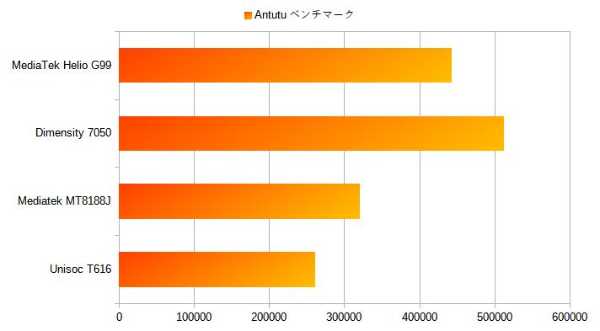 Antutu ベンチマーク
MediaTek Helio G99
Dimensity 7050
Mediatek MT8188J
Unisoc T616
0 100000 200000 300000 400000 500000 600000